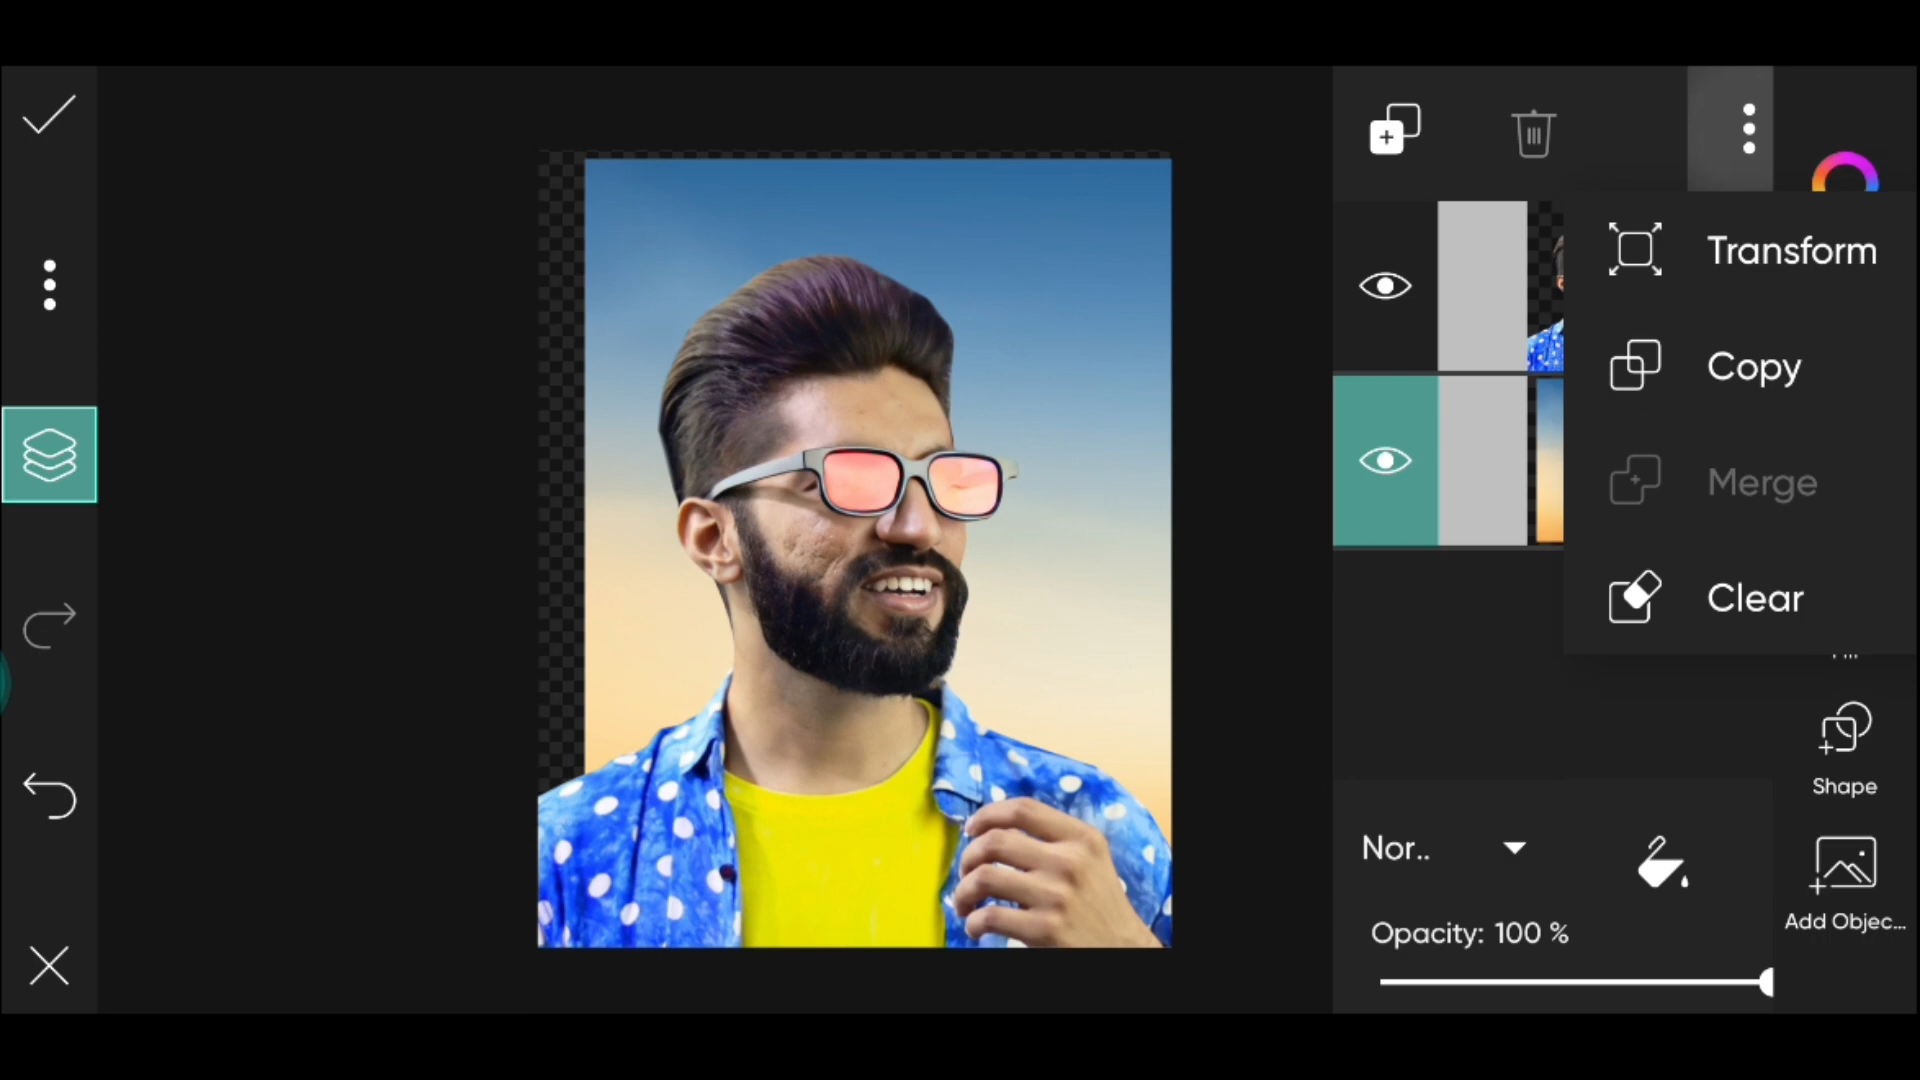 Transform
Copy
Merge
Clear
Shape
Nor..
Add Objec...
Opacity: 100 %